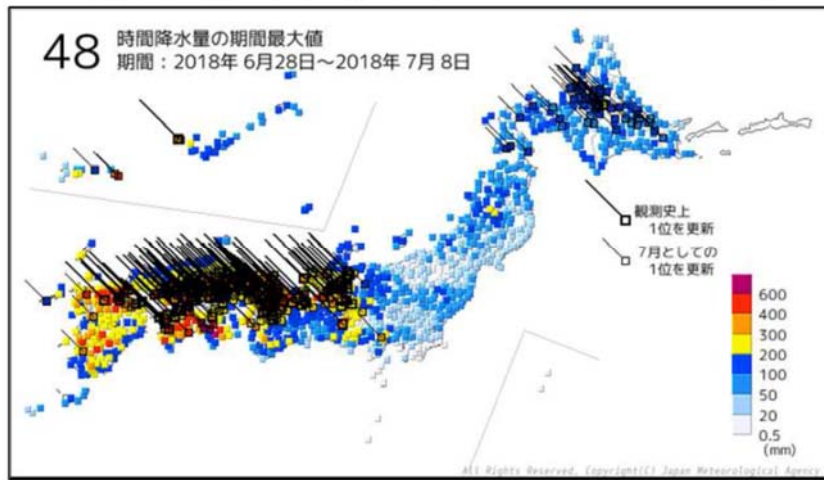 48 時間降水量の期間最大値
期間：2018年 6月28日～2018年 7月 8日
観測史上
1位を更新
7月としての
1位を更新
600
400
300
200
100
50
20
0.5
(mm)
All Rights Reserved, Copyright(C) Japan Meteorological Agency